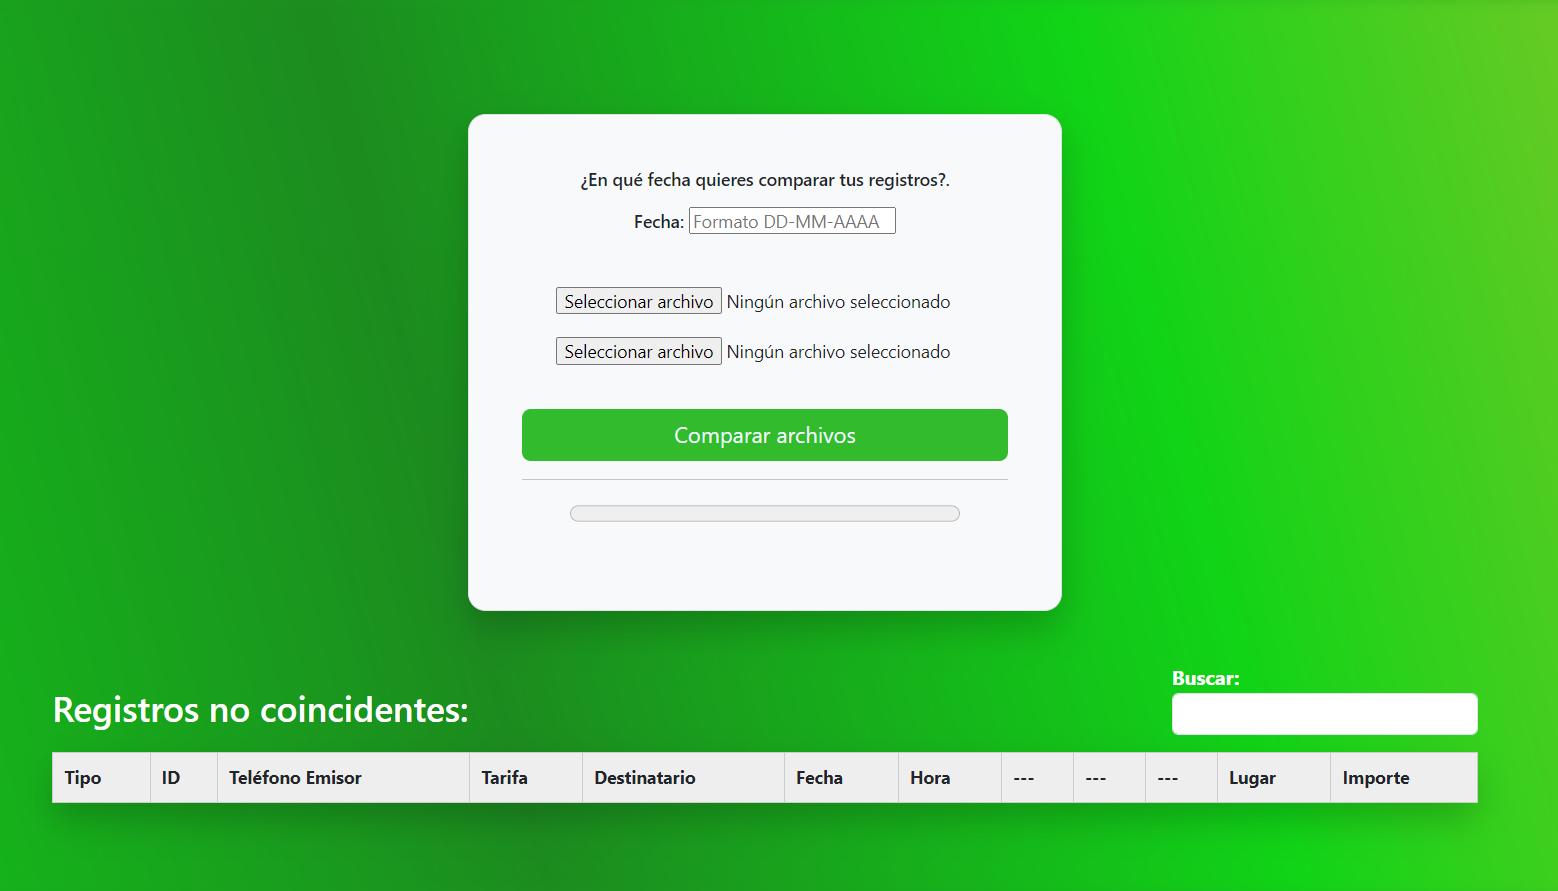 ¿En qué fecha quieres comparar tus registros?.
Fecha: Formato DD-MM-AAAA
Seleccionar archivo Ningún archivo seleccionado
Seleccionar archivo Ningún archivo seleccionado
Comparar archivos
Buscar:
Registros no coincidentes:
Tipo ID Teléfono Emisor Tarifa Destinatario Fecha Hora --- --- --- Lugar Importe